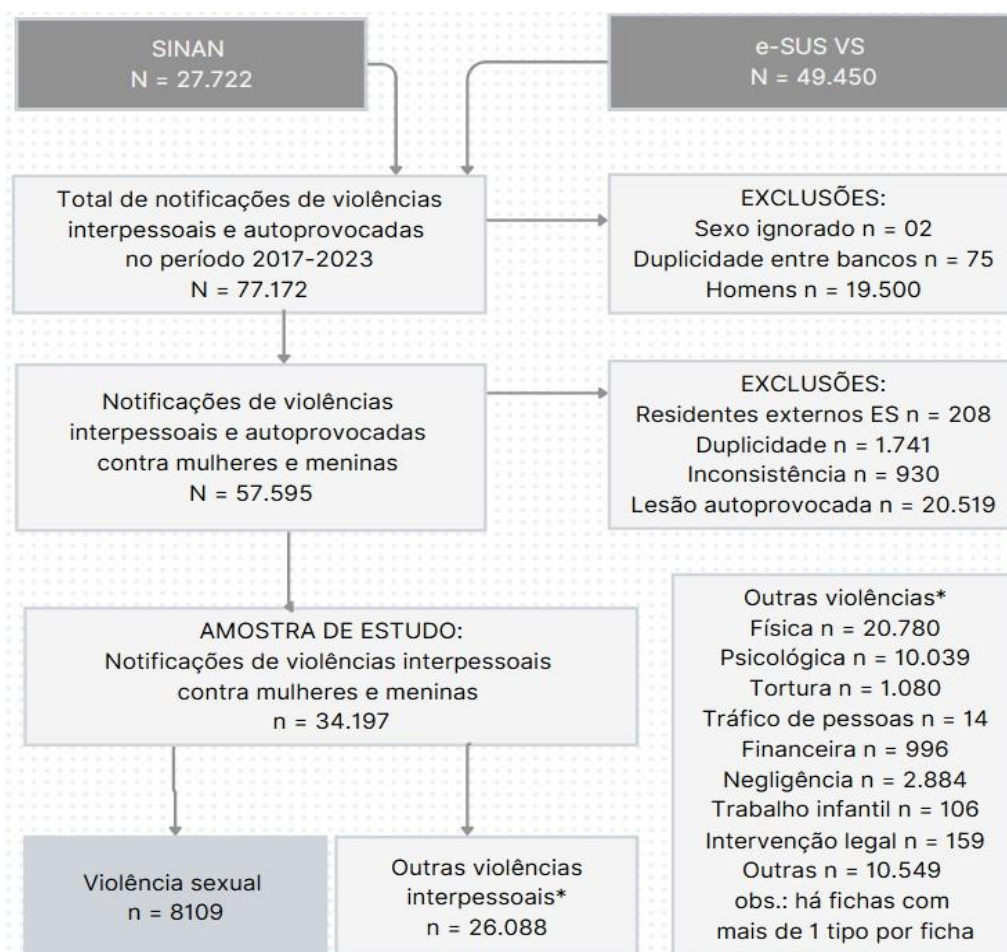 SINAN
N = 27.722
e-SUS VS
N = 49.450
Total de notificações de violências
interpessoais e autoprovocadas
no período 2017-2023
N = 77.172
EXCLUSÕES:
Sexo ignorado n = 02
Duplicidade entre bancos n = 75
Homens n = 19.500
Notificações de violências
interpessoais e autoprovocadas
contra mulheres e meninas
N = 57.595
EXCLUSÕES:
Residentes externos ES n = 208
Duplicidade n = 1.741
Inconsistência n = 930
Lesão autoprovocada n = 20.519
AMOSTRA DE ESTUDO:
Notificações de violências interpessoais
contra mulheres e meninas
n = 34.197
Outras violências*
Física n = 20.780
Psicológica n = 10.039
Tortura n = 1.080
Tráfico de pessoas n = 14
Financeira n = 996
Negligência n = 2.884
Trabalho infantil n = 106
Intervenção legal n = 159
Outras n = 10.549
obs.: há fichas com
mais de 1 tipo por ficha
Violência sexual
n = 8109
Outras violências
interpessoais*
n = 26.088